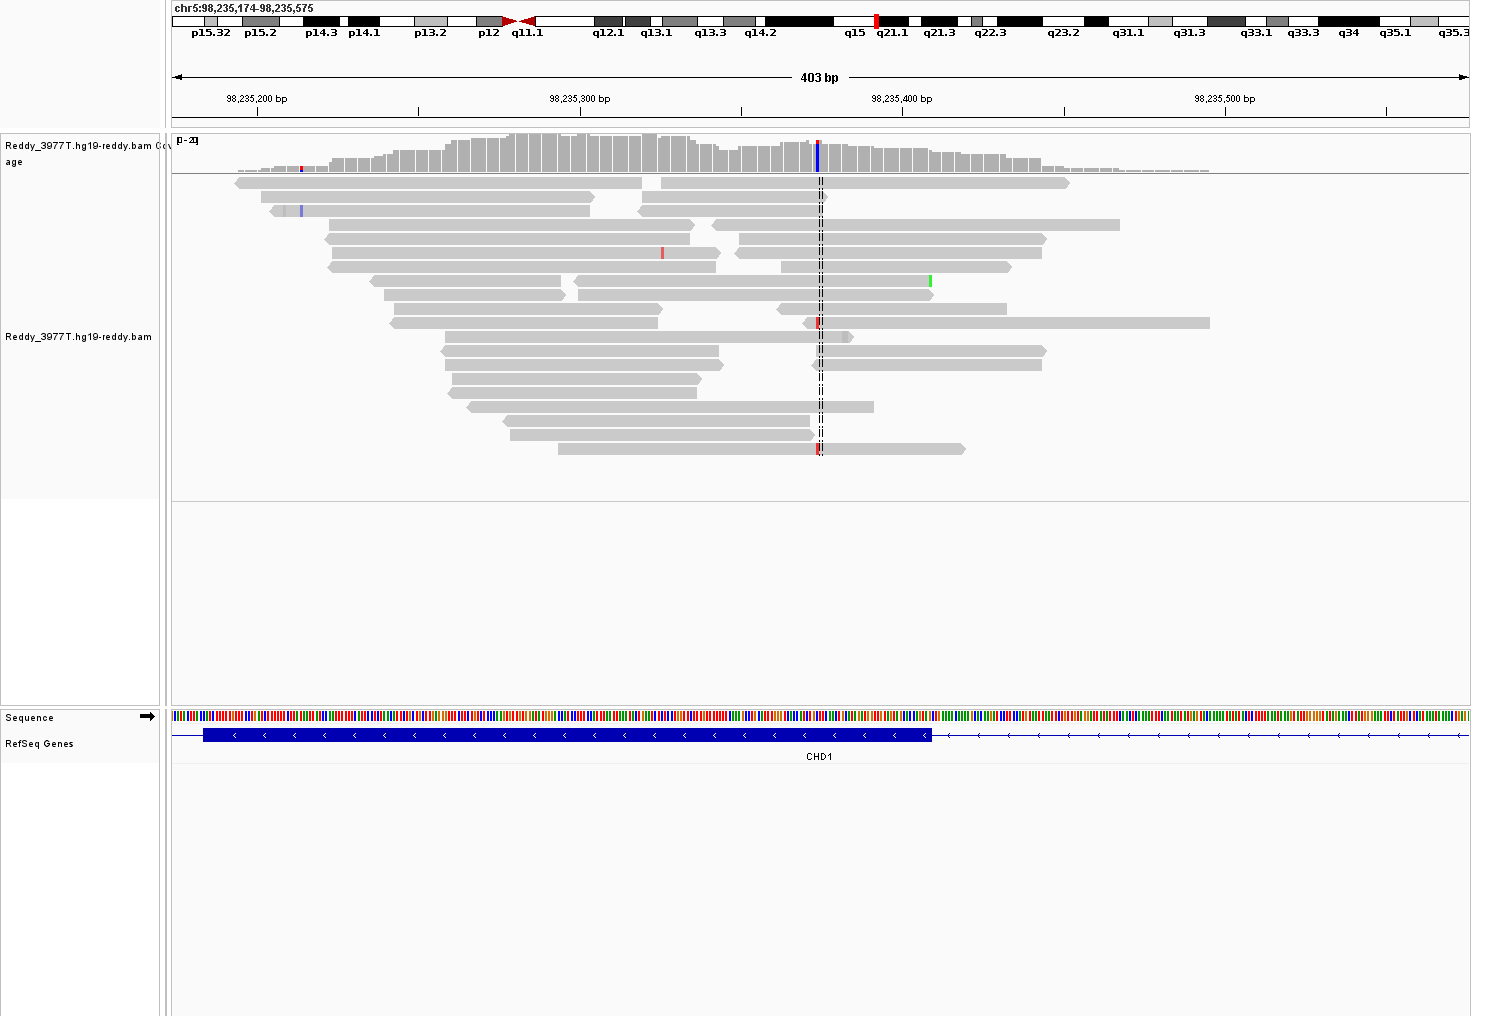 chr5:98,235,174-98,235,575
p15.32 p15.2 p14.3 p14.1 p13.2 p12 q11.1 q12.1 q13.1 q13.3 q14.2 q15 q21.1 q21.3 q22.3 q23.2 q31.1 q31.3 q33.1 q33.3 q34 q35.1 q35.3
403 bp
98,235,200 bp 98,235,300 bp 98,235,400 bp 98,235,500 bp
Reddy_3977T.hg19-reddy.bam Cov
age
[0-20]
Reddy_3977T.hg19-reddy.bam
Sequence
RefSeq Genes
CHD1